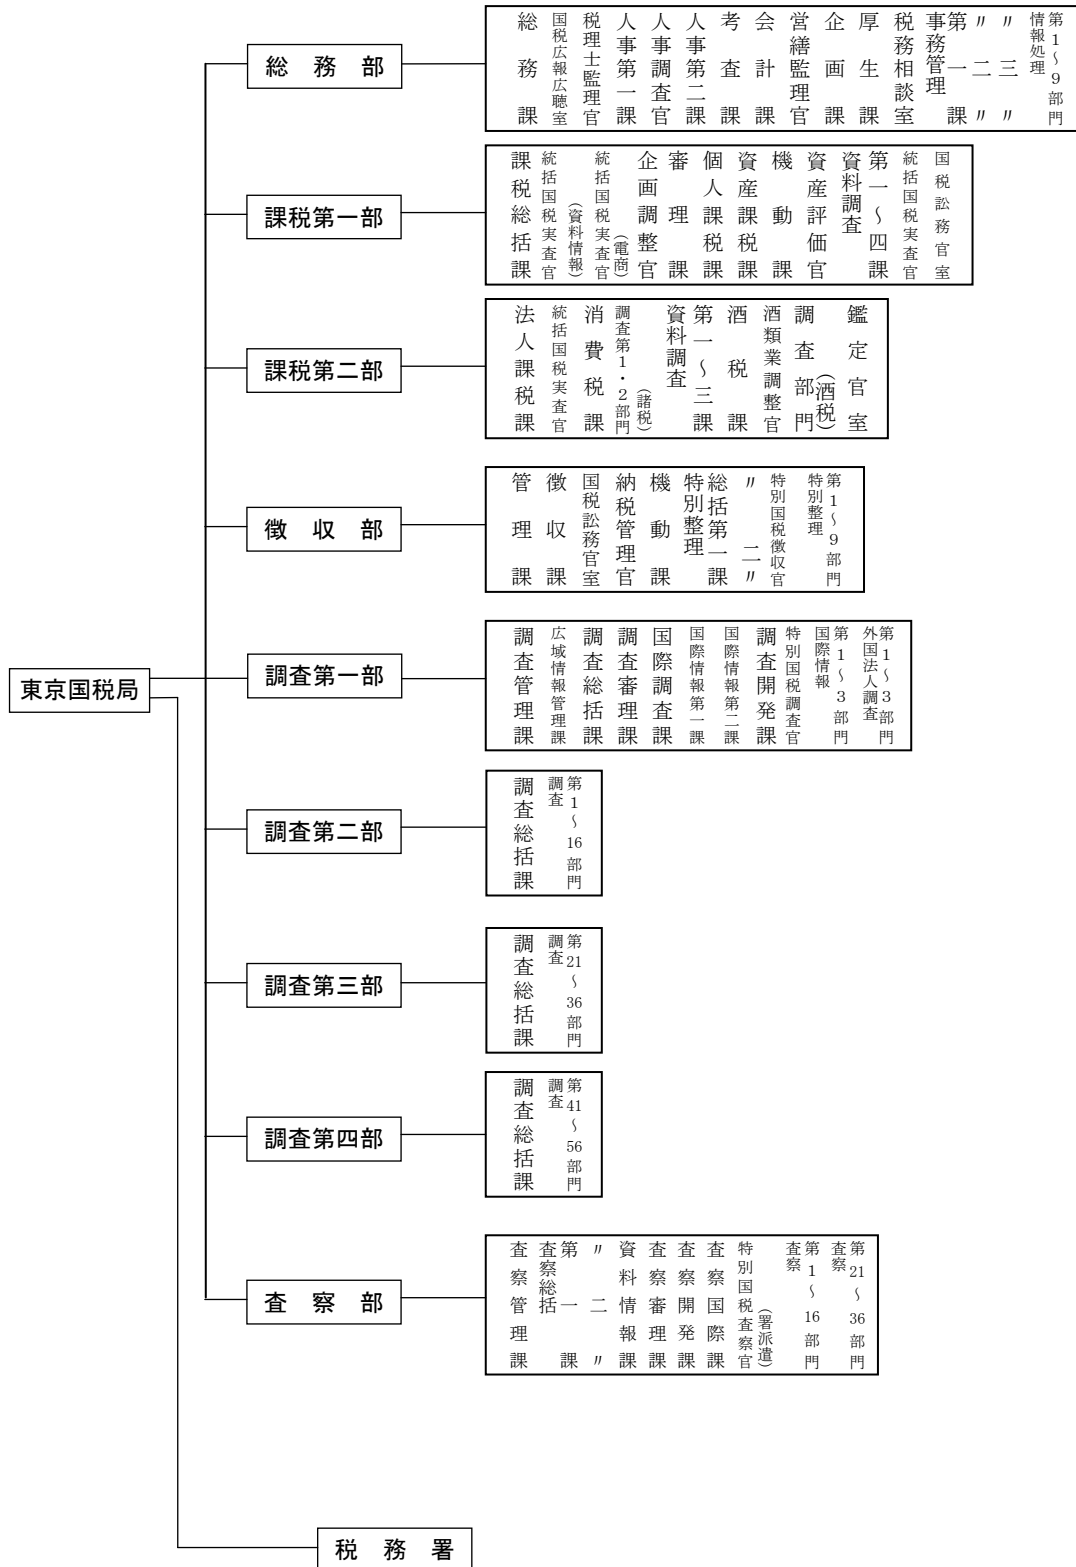 東京国税局
総務部
総務課
国税広報広聴室
税理士監理官
人事第一課
人事調査官
人事第二課
考査課
会計課
営繕監理官
企画課
厚生課
税務相談室
事務管理
第一課
〃二〃
〃三〃
情報処理
第1～9部門
課税第一部
課税総括課
統括国税実査官
(資料情報)
統括国税実査官
(電商)
企画調整官
審理課
個人課税課
資産課税課
機動課
資産評価官
資料調査
第一～四課
統括国税実査官
国税訟務官室
課税第二部
法人課税課
統括国税実査官
消費税課
調査第1・2部門
(諸税)
資料調査
第一～三課
酒税課
酒類業調整官
調査部門
(酒税)
鑑定官室
徴収部
管理課
徴収課
国税訟務官室
納税管理官
機動課
特別整理
総括第一課
〃二〃
特別国税徴収官
特別整理
第1～9部門
調査第一部
調査管理課
広域情報管理課
調査総括課
調査審理課
国際調査課
国際情報第一課
国際情報第二課
調査開発課
特別国税調査官
国際情報
第1～3部門
外国法人調査
第1～3部門
調査第二部
調査総括課
調査
第1～16部門
調査第三部
調査総括課
調査
第21～36部門
調査第四部
調査総括課
調査
第41～56部門
査察部
査察管理課
査察総括
第一課
〃二〃
資料情報課
査察審理課
査察開発課
査察国際課
特別国税査察官
(署派遣)
査察
第1～16部門
査察
第21～36部門
税務署